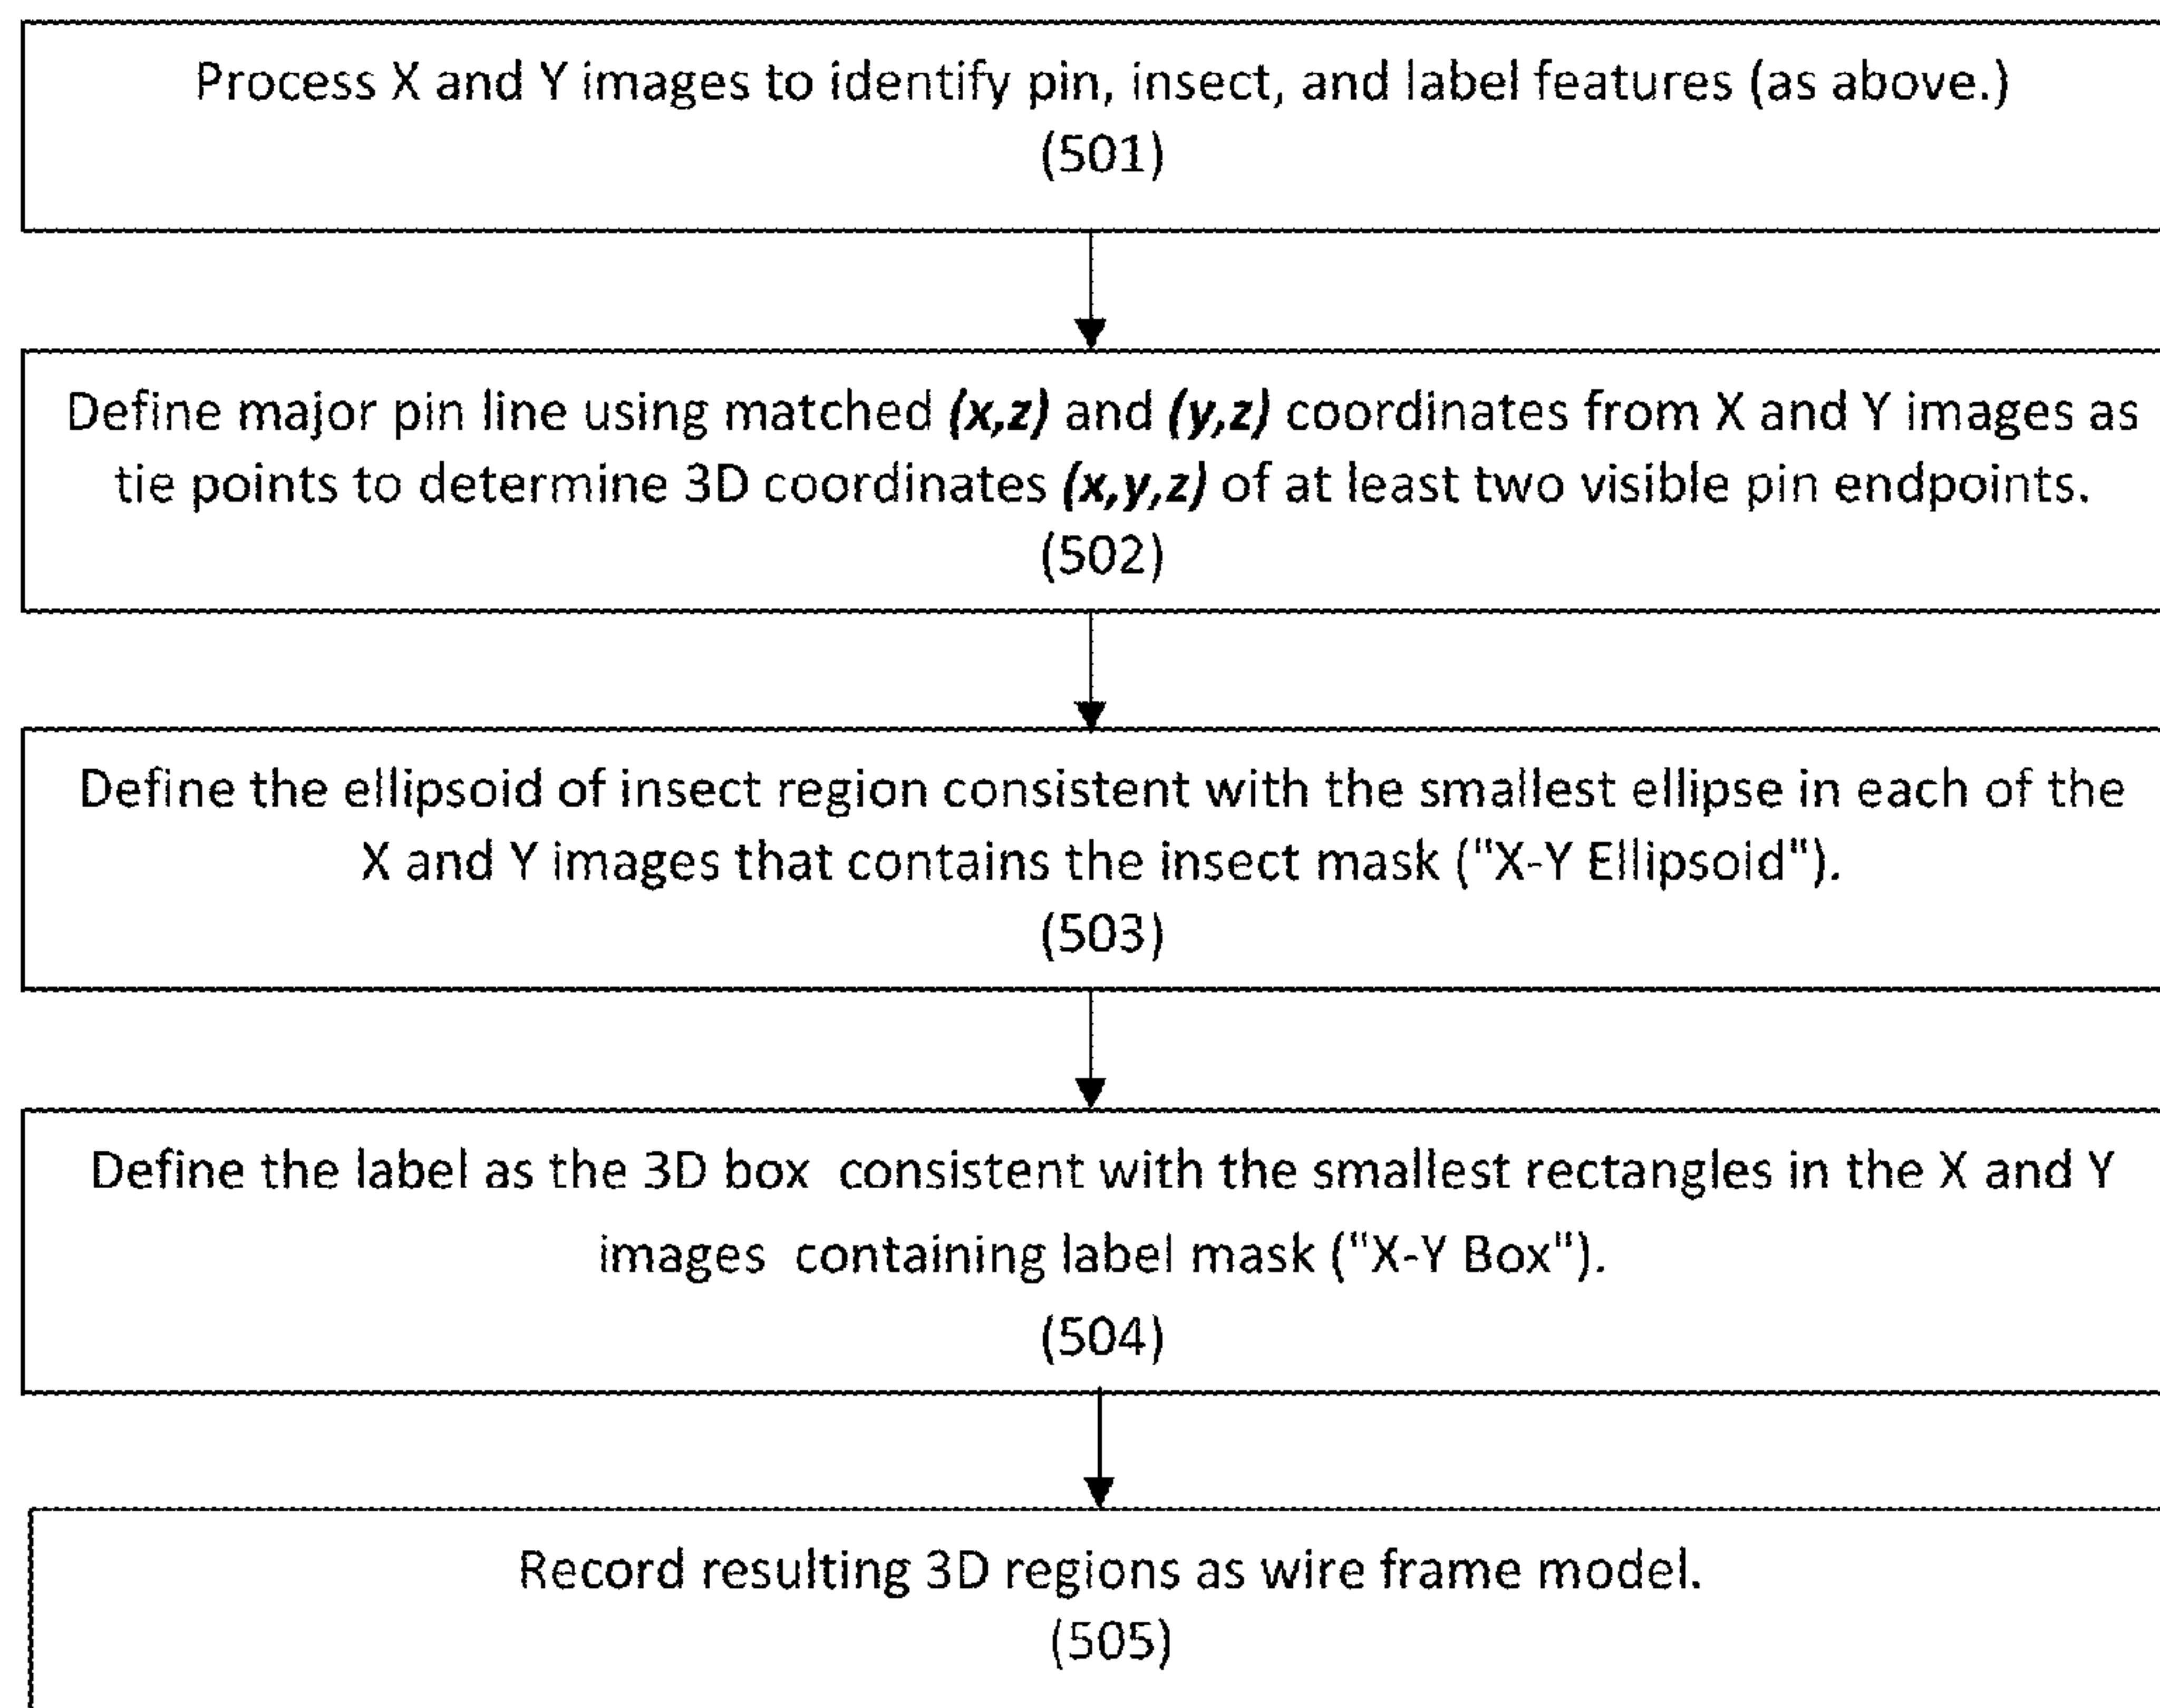 Process X and Y images to identify pin, insect, and label features (as above.)
(501)
Define major pin line using matched (x,z) and (y,z) coordinates from X and Y images as
tie points to determine 3D coordinates (x,y,z) of at least two visible pin endpoints.
(502)
Define the ellipsoid of insect region consistent with the smallest ellipse in each of the
X and Y images that contains the insect mask ("X-Y Ellipsoid").
(503)
Define the label as the 3D box consistent with the smallest rectangles in the X and Y
images containing label mask ("X-Y Box").
(504)
Record resulting 3D regions as wire frame model.
(505)